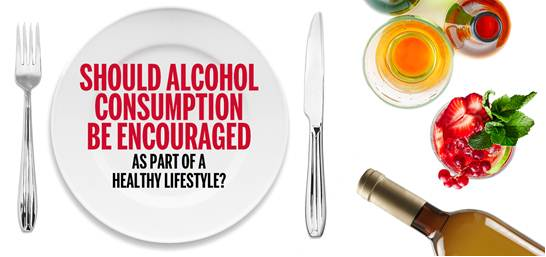 SHOULD ALCOHOL
CONSUMPTION
BE ENCOURAGED
AS PART OF A
HEALTHY LIFESTYLE?